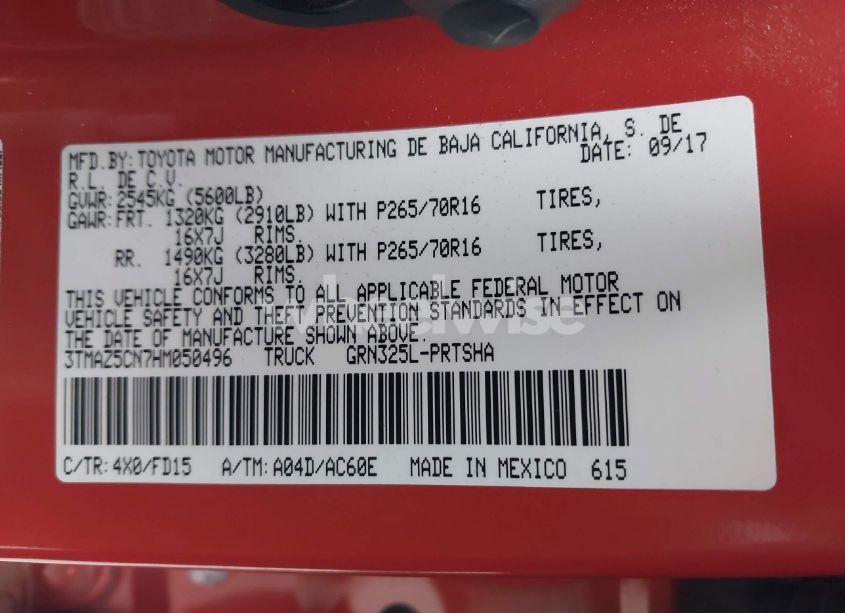 MFD.BY: TOYOTA MOTOR MANUFACTURING DE BAJA CALIFORNIA, S. DE
R.L. DE C.V. DATE: 09/17
GVWR: 2545KG (5600LB)
GAWR: FRT. 1320KG (2910LB) WITH P265/70R16 TIRES,
16X7J RIMS.
RR. 1490KG (3280LB) WITH P265/70R16 TIRES,
16X7J RIMS.
THIS VEHICLE CONFORMS TO ALL APPLICABLE FEDERAL MOTOR
VEHICLE SAFETY AND THEFT PREVENTION STANDARDS IN EFFECT ON
THE DATE OF MANUFACTURE SHOWN ABOVE.
3TMAZ5CN7HM050496 TRUCK GRN325L-PRTSHA
C/TR: 4X0/FD15 A/TM: A04D/AC60E MADE IN MEXICO 615